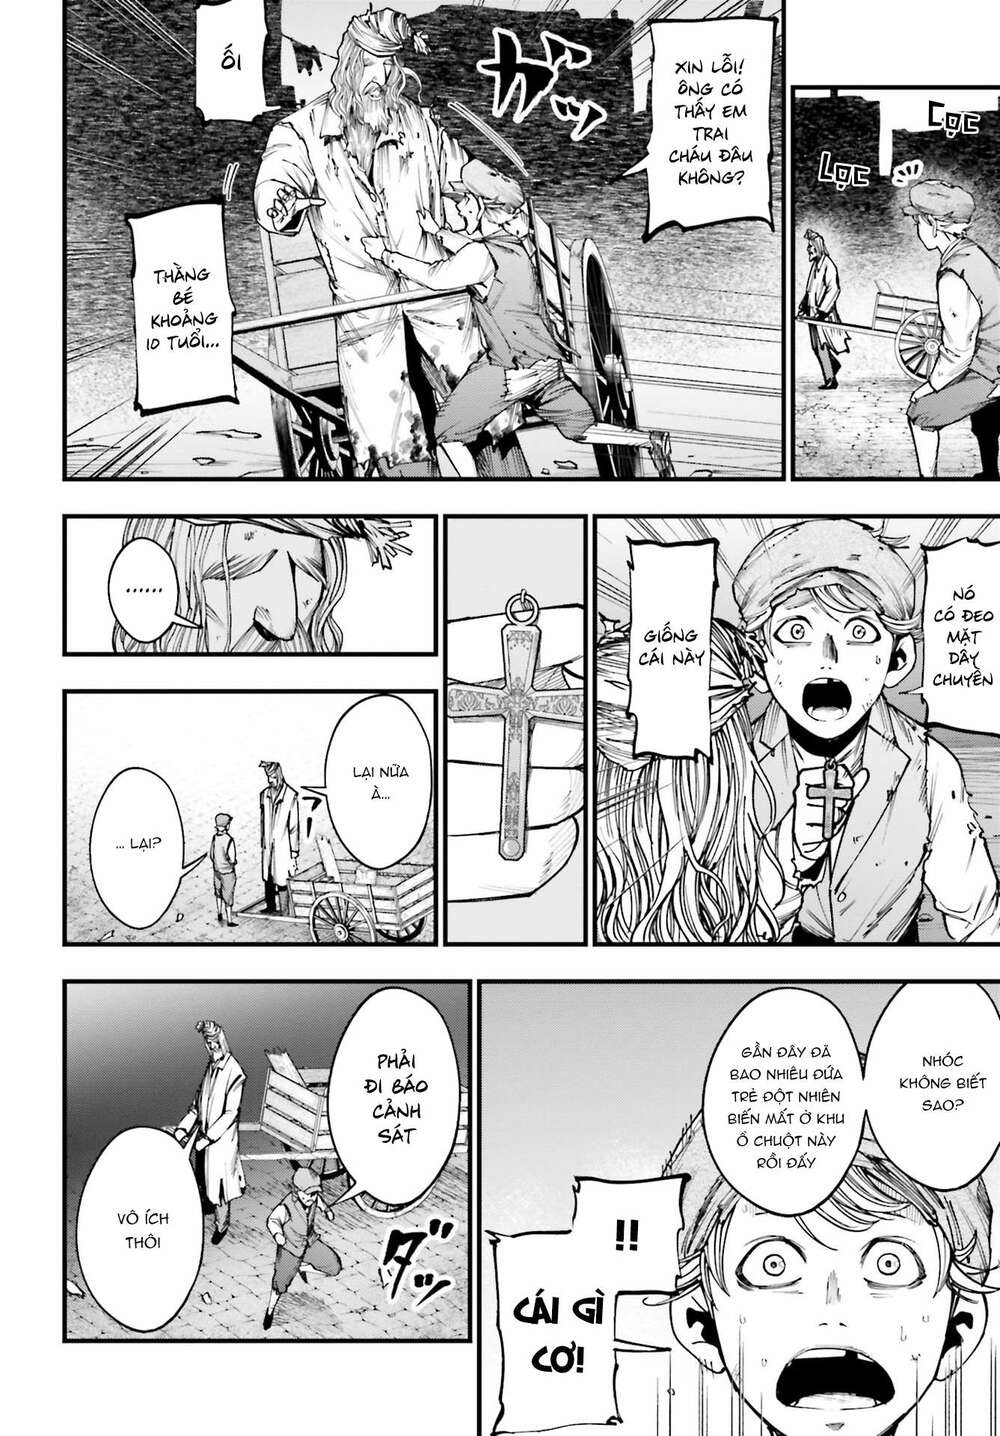 CỌC
LỌC
XIN LỖI!
ÔNG CÓ
THẤY EM
TRAI
CHÁU ĐÂU
KHÔNG?
ガッ
ỐI
THẰNG
BÉ
KHOẢNG
10 TUỔI...
NÓ
CÓ ĐEO
MẶT
DÂY
CHUYỀN
GIỐNG
CÁI NÀY
......
LẠI NỮA
À...
... LẠI?
NHÓC
KHÔNG BIẾT
SAO?
GẦN ĐÂY ĐÃ
BAO NHIÊU ĐỨA
TRẺ ĐỘT NHIÊN
BIẾN MẤT Ở KHU
Ổ CHUỘT NÀY
RỒI ĐẤY
!!
CÁI GÌ
CƠ!
PHẢI
ĐI BÁO
CẢNH
SÁT
VÔ ÍCH
THÔI
ダッ